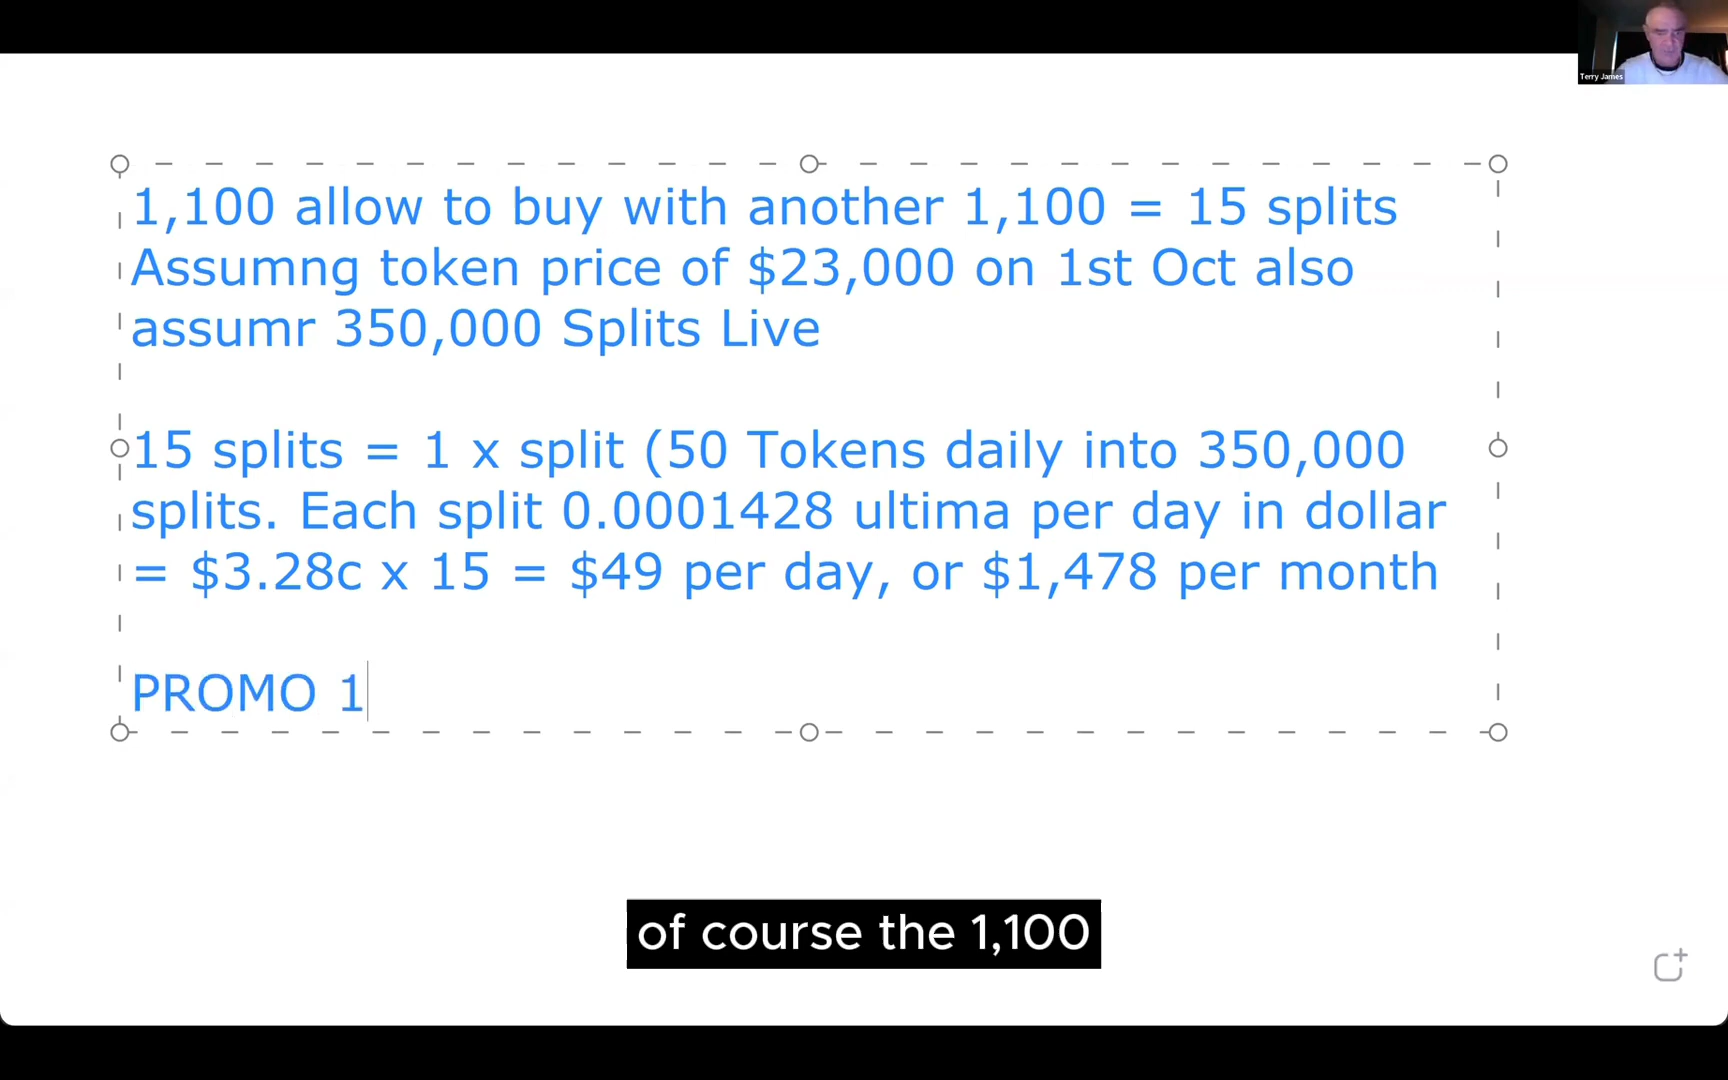 Terry James
1,100 allow to buy with another 1,100 = 15 splits
Assumng token price of $23,000 on 1st Oct also
assumr 350,000 Splits Live
15 splits = 1 x split (50 Tokens daily into 350,000
splits. Each split 0.0001428 ultima per day in dollar
= $3.28c x 15 = $49 per day, or $1,478 per month
PROMO 1
of course the 1,100